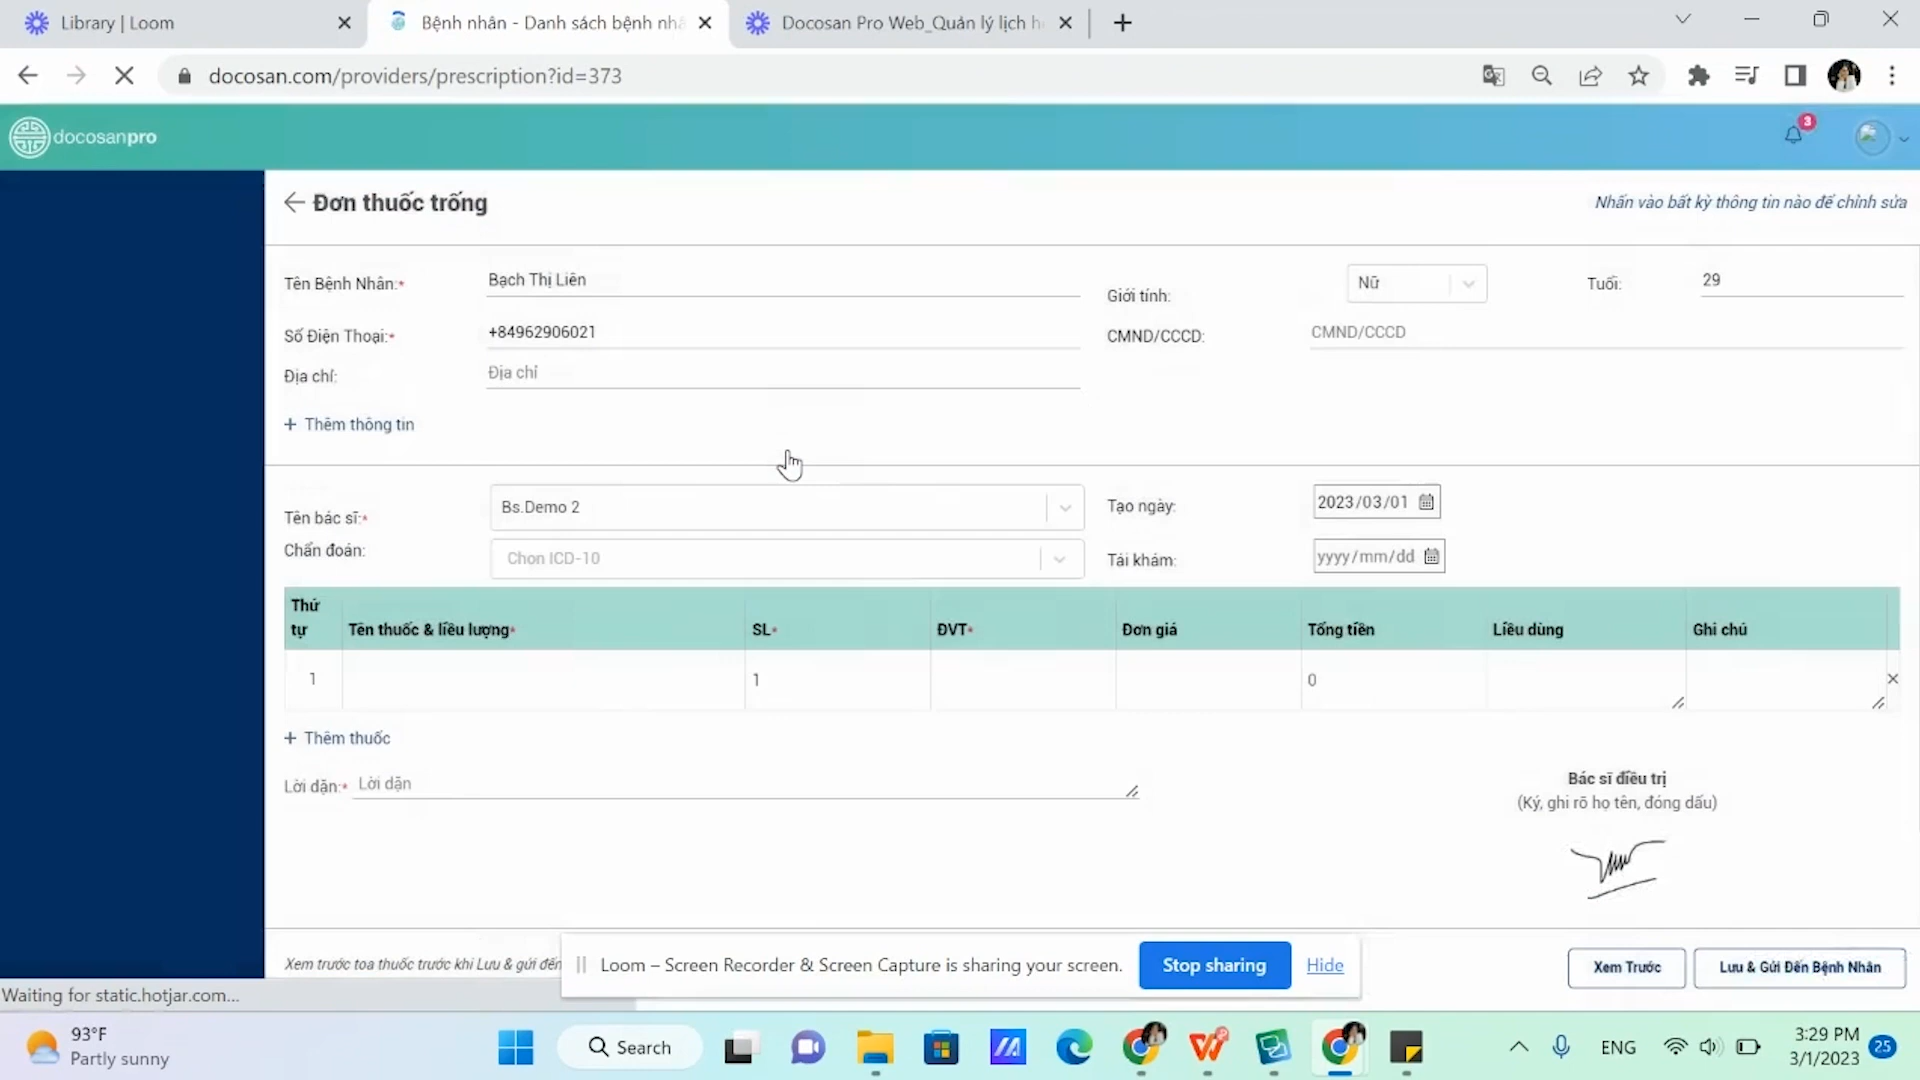 Library | Loom
Bệnh nhân - Danh sách bệnh nhâ
Docosan Pro Web_Quản lý lịch h
docosan.com/providers/prescription?id=373
docosanpro
3
Đơn thuốc trống
Nhấn vào bất kỳ thông tin nào để chỉnh sửa
Tên Bệnh Nhân:*
Bạch Thị Liên
Giới tính:
Nữ
Tuổi:
29
Số Điện Thoại:*
+84962906021
CMND/CCCD:
CMND/CCCD
Địa chỉ:
Địa chỉ
+ Thêm thông tin
Tên bác sĩ:*
Bs.Demo 2
Tạo ngày:
2023/03/01
Chẩn đoán:
Chọn ICD-10
Tái khám:
yyyy/mm/dd
Thứ tự
Tên thuốc & liều lượng*
SL*
ĐVT*
Đơn giá
Tổng tiền
Liều dùng
Ghi chú
1
1
0
+ Thêm thuốc
Lời dặn:*
Lời dặn
Bác sĩ điều trị
(Ký, ghi rõ họ tên, đóng dấu)
Xem trước toa thuốc trước khi Lưu & gửi đến
Loom – Screen Recorder & Screen Capture is sharing your screen.
Stop sharing
Hide
Xem Trước
Lưu & Gửi Đến Bệnh Nhân
Waiting for static.hotjar.com...
93°F
Partly sunny
Search
ENG
3:29 PM
3/1/2023
25